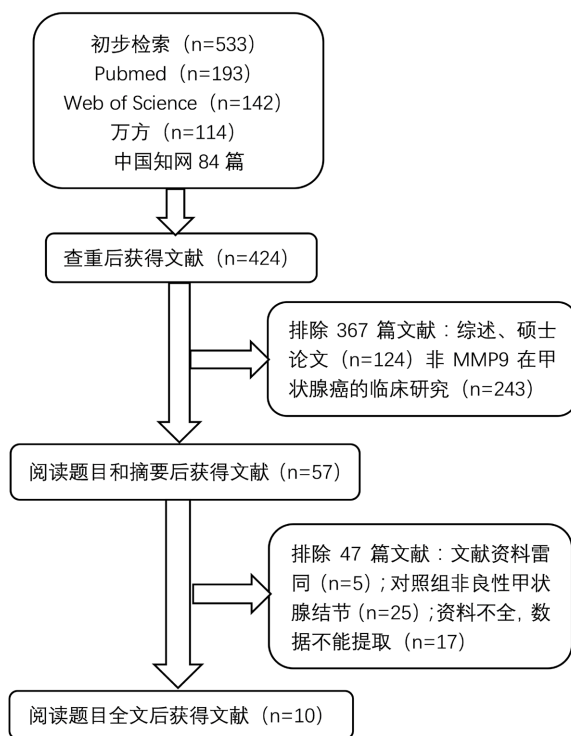 初步检索（n=533）
Pubmed（n=193）
Web of Science（n=142）
万方（n=114）
中国知网 84 篇
查重后获得文献（n=424）
排除 367 篇文献：综述、硕士
论文（n=124）非 MMP9 在甲
状腺癌的临床研究（n=243）
阅读题目和摘要后获得文献（n=57）
排除 47 篇文献：文献资料雷
同（n=5）；对照组非良性甲状
腺结节（n=25）；资料不全，数
据不能提取（n=17）
阅读题目全文后获得文献（n=10）